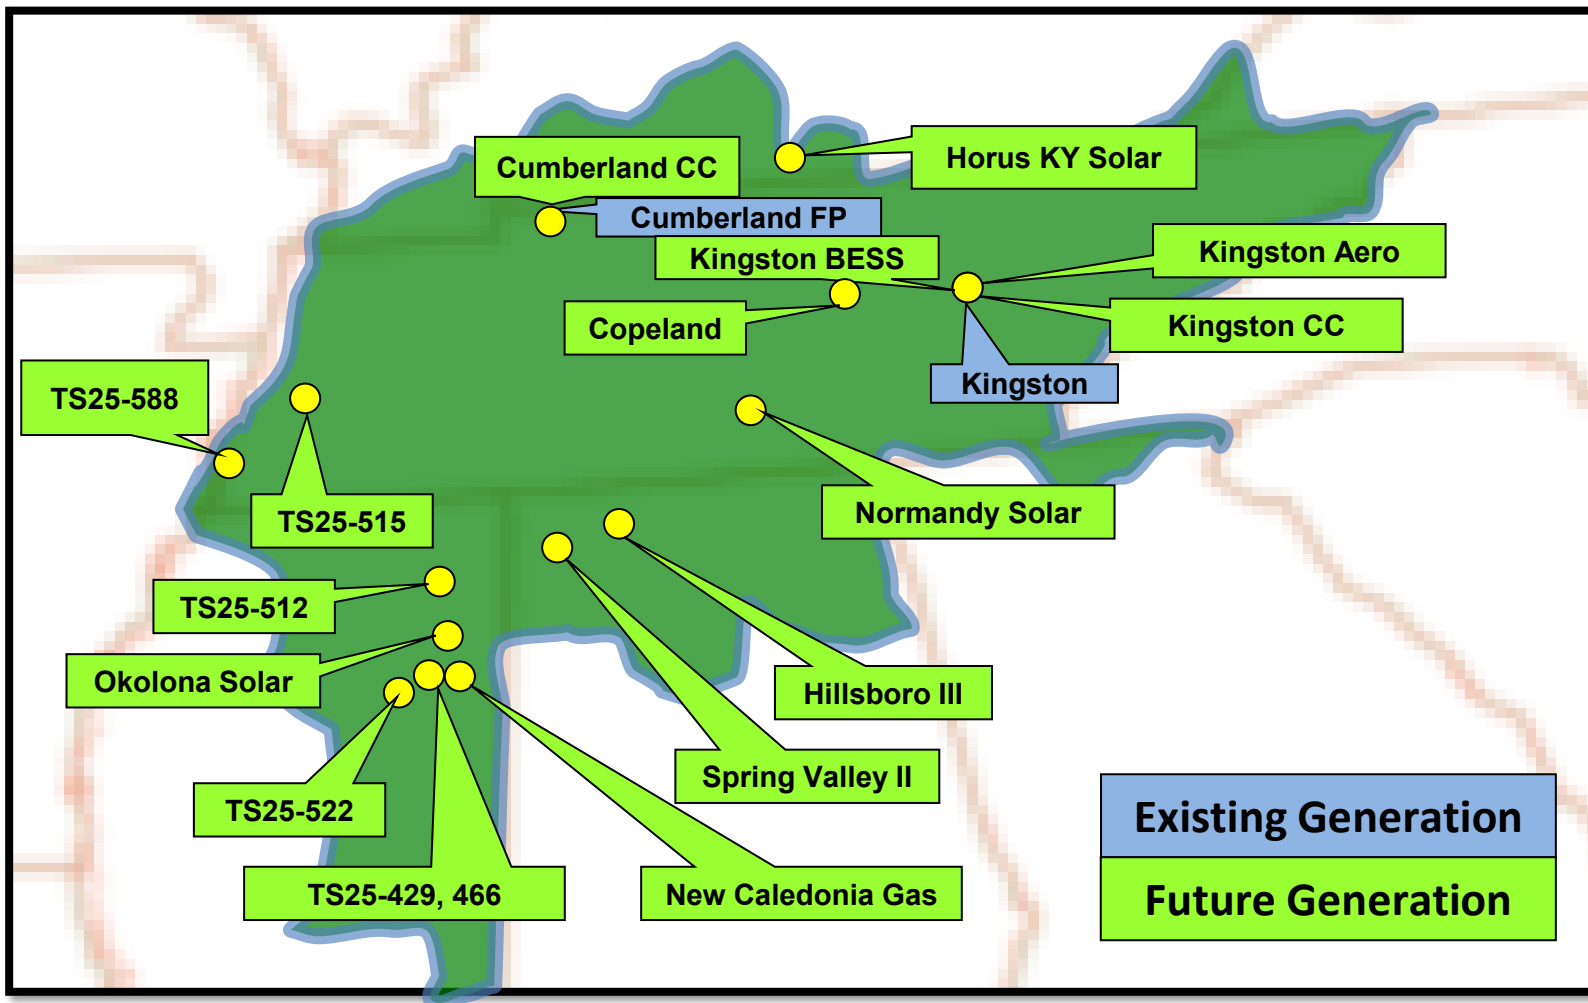 Horus KY Solar
Cumberland CC
Cumberland FP
Kingston BESS
Kingston Aero
Copeland
Kingston CC
Kingston
TS25-588
TS25-515
Normandy Solar
TS25-512
Okolona Solar
Hillsboro III
Spring Valley II
TS25-522
TS25-429, 466
New Caledonia Gas
Existing Generation
Future Generation